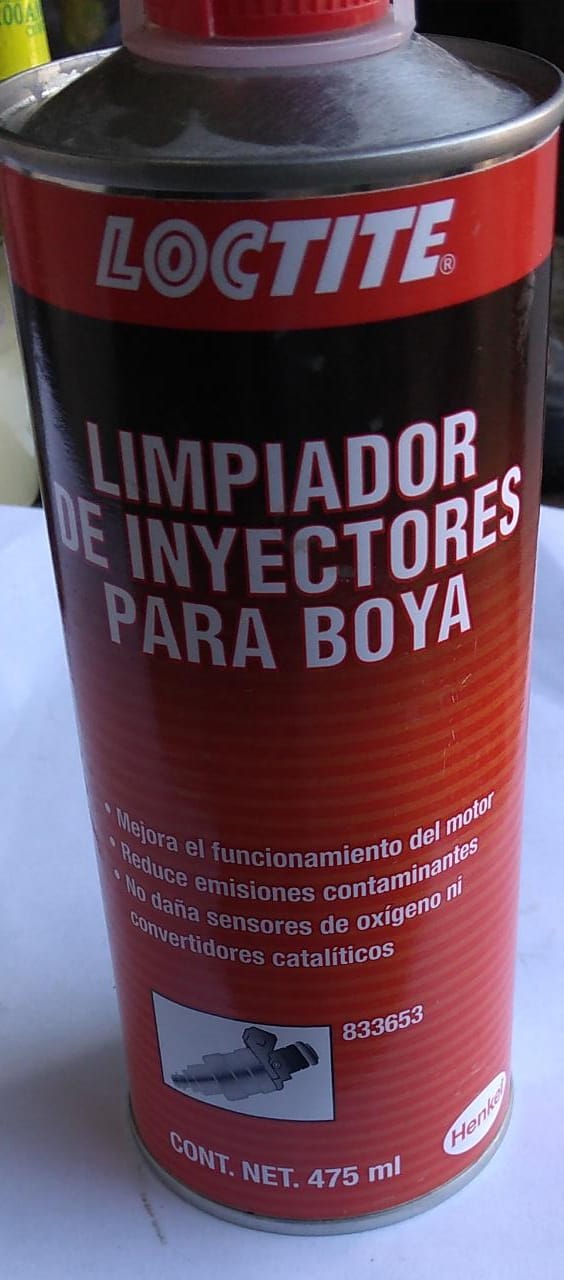 LOCTITE®
LIMPIADOR
DE INYECTORES
PARA BOYA
• Mejora el funcionamiento del motor
• Reduce emisiones contaminantes
• No daña sensores de oxígeno ni
convertidores catalíticos
833653
Henkel
CONT. NET. 475 ml